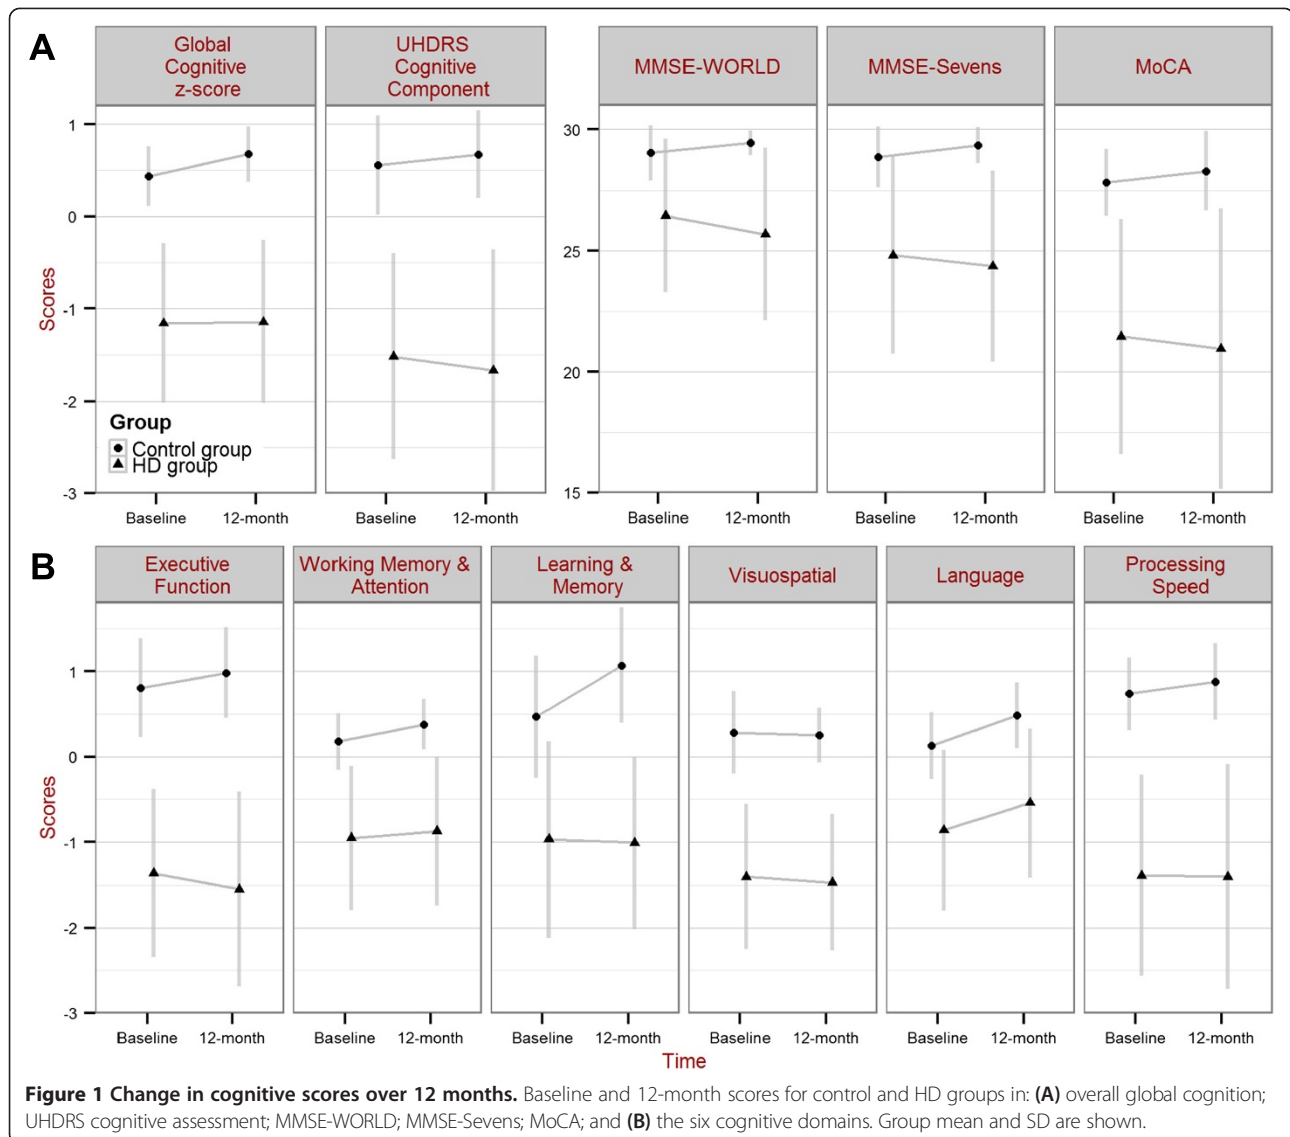 A
Global
Cognitive
z-score
UHDRS
Cognitive
Component
MMSE-WORLD
MMSE-Sevens
MoCA
1
0
-1
-2
-3
Scores
30
25
20
15
Group
Control group
HD group
Baseline 12-month Baseline 12-month Baseline 12-month Baseline 12-month Baseline 12-month
B
Executive
Function
Working Memory &
Attention
Learning &
Memory
Visuospatial
Language
Processing
Speed
1
0
-1
-2
-3
Scores
Baseline 12-month Baseline 12-month Baseline 12-month Baseline 12-month Baseline 12-month Baseline 12-month
Time
Figure 1 Change in cognitive scores over 12 months. Baseline and 12-month scores for control and HD groups in: (A) overall global cognition;
UHDRS cognitive assessment; MMSE-WORLD; MMSE-Sevens; MoCA; and (B) the six cognitive domains. Group mean and SD are shown.